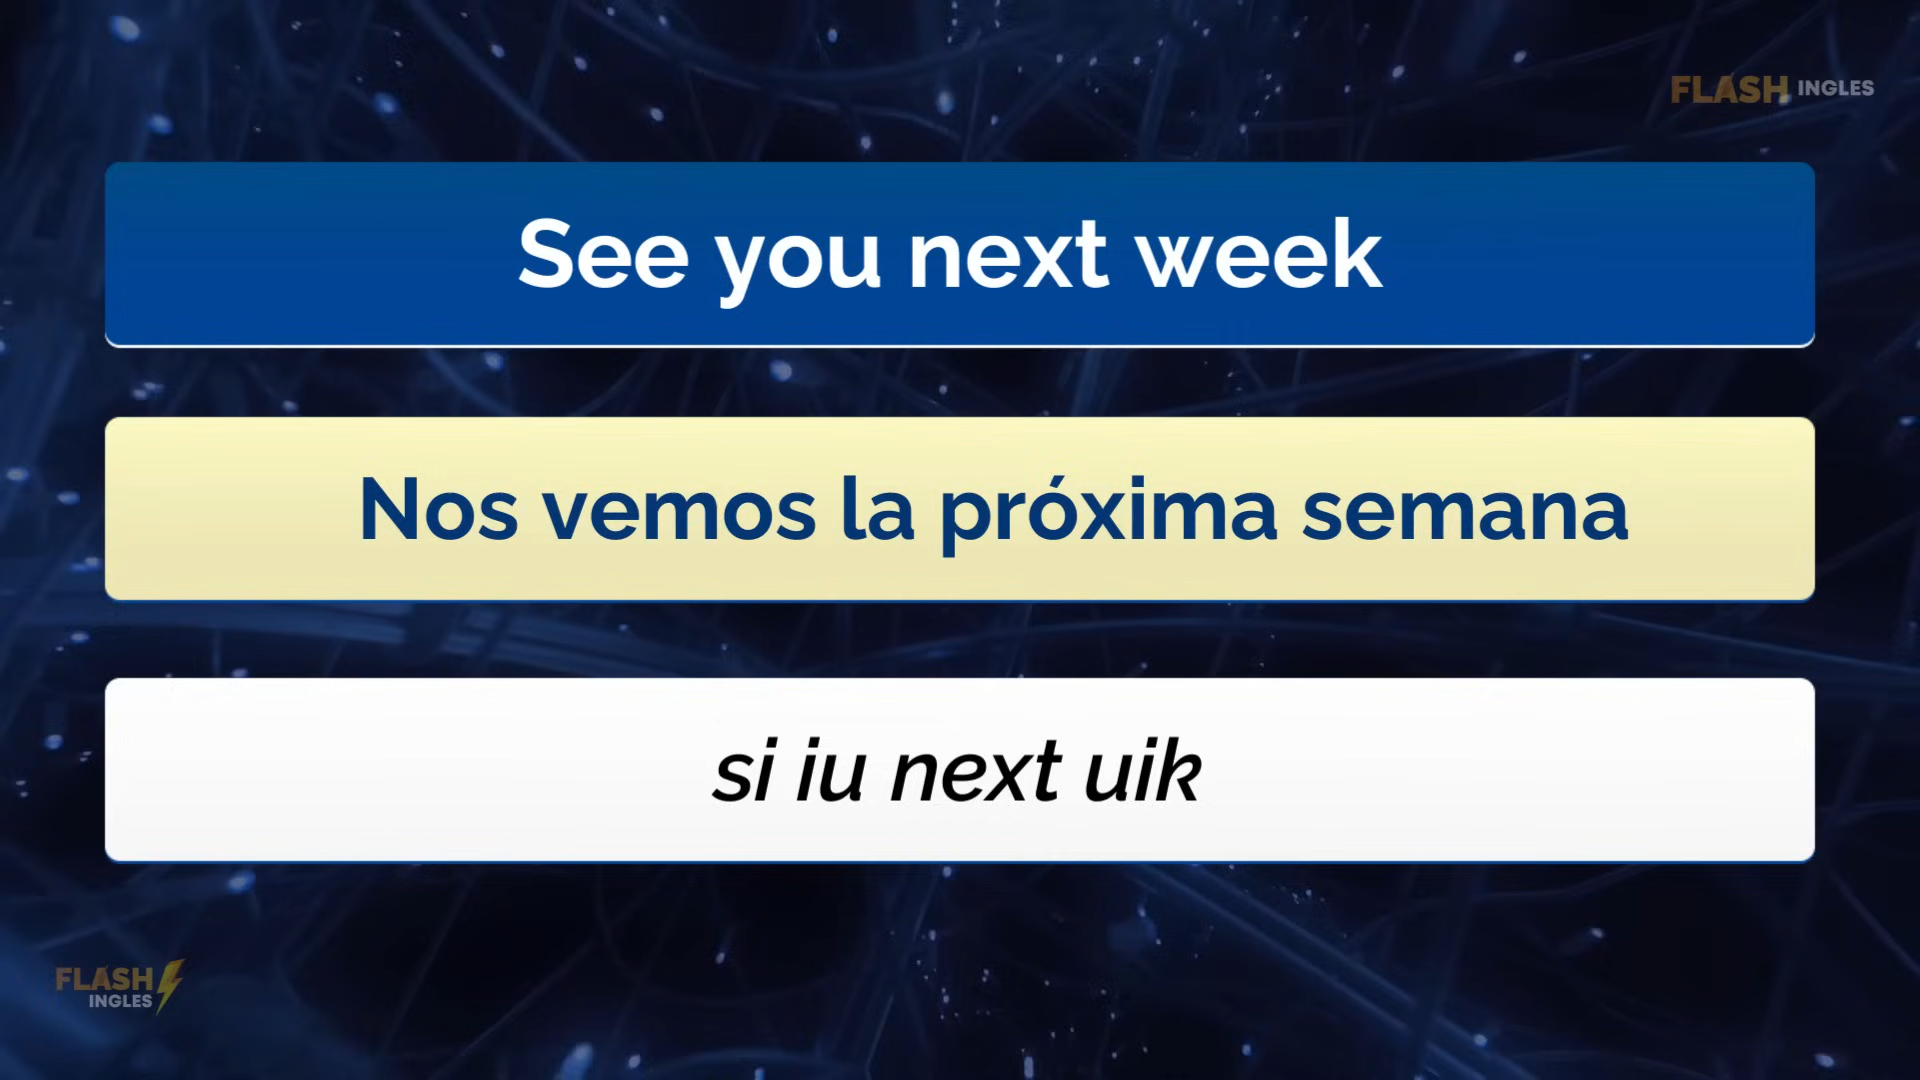 FLASH INGLES
See you next week
Nos vemos la próxima semana
si iu next uik
FLASH
INGLES